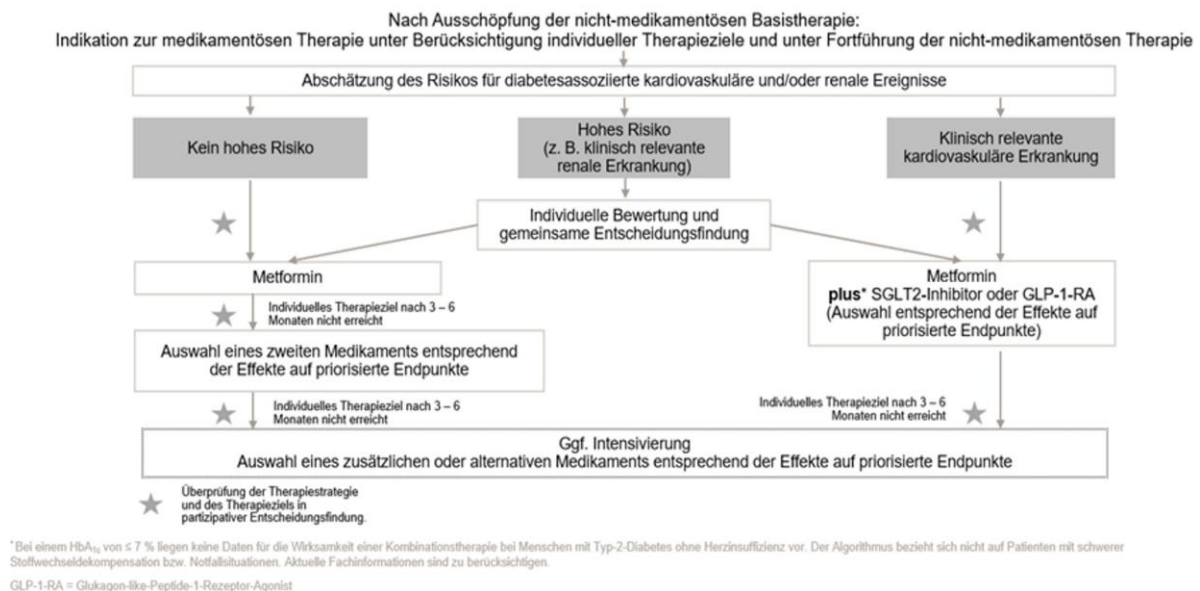 Nach Ausschöpfung der nicht-medikamentösen Basistherapie:
Indikation zur medikamentösen Therapie unter Berücksichtigung individueller Therapieziele und unter Fortführung der nicht-medikamentösen Therapie
Abschätzung des Risikos für diabetesassoziierte kardiovaskuläre und/oder renale Ereignisse
Kein hohes Risiko
Hohes Risiko
(z. B. klinisch relevante
renale Erkrankung)
Klinisch relevante
kardiovaskuläre Erkrankung
Individuelle Bewertung und
gemeinsame Entscheidungsfindung
Metformin
Metformin
plus* SGLT2-Inhibitor oder GLP-1-RA
(Auswahl entsprechend der Effekte auf
priorisierte Endpunkte)
Individuelles Therapieziel nach 3 – 6
Monaten nicht erreicht
Auswahl eines zweiten Medikaments entsprechend
der Effekte auf priorisierte Endpunkte
Individuelles Therapieziel nach 3 – 6
Monaten nicht erreicht
Individuelles Therapieziel nach 3 – 6
Monaten nicht erreicht
Ggf. Intensivierung
Auswahl eines zusätzlichen oder alternativen Medikaments entsprechend der Effekte auf priorisierte Endpunkte
Überprüfung der Therapiestrategie
und des Therapieziels in
partizipativer Entscheidungsfindung.
*Bei einem HbA1c von ≤ 7 % liegen keine Daten für die Wirksamkeit einer Kombinationstherapie bei Menschen mit Typ-2-Diabetes ohne Herzinsuffizienz vor. Der Algorithmus bezieht sich nicht auf Patienten mit schwerer
Stoffwechseldekompensation bzw. Notfallsituationen. Aktuelle Fachinformationen sind zu berücksichtigen.
GLP-1-RA = Glukagon-like-Peptide-1-Rezeptor-Agonist